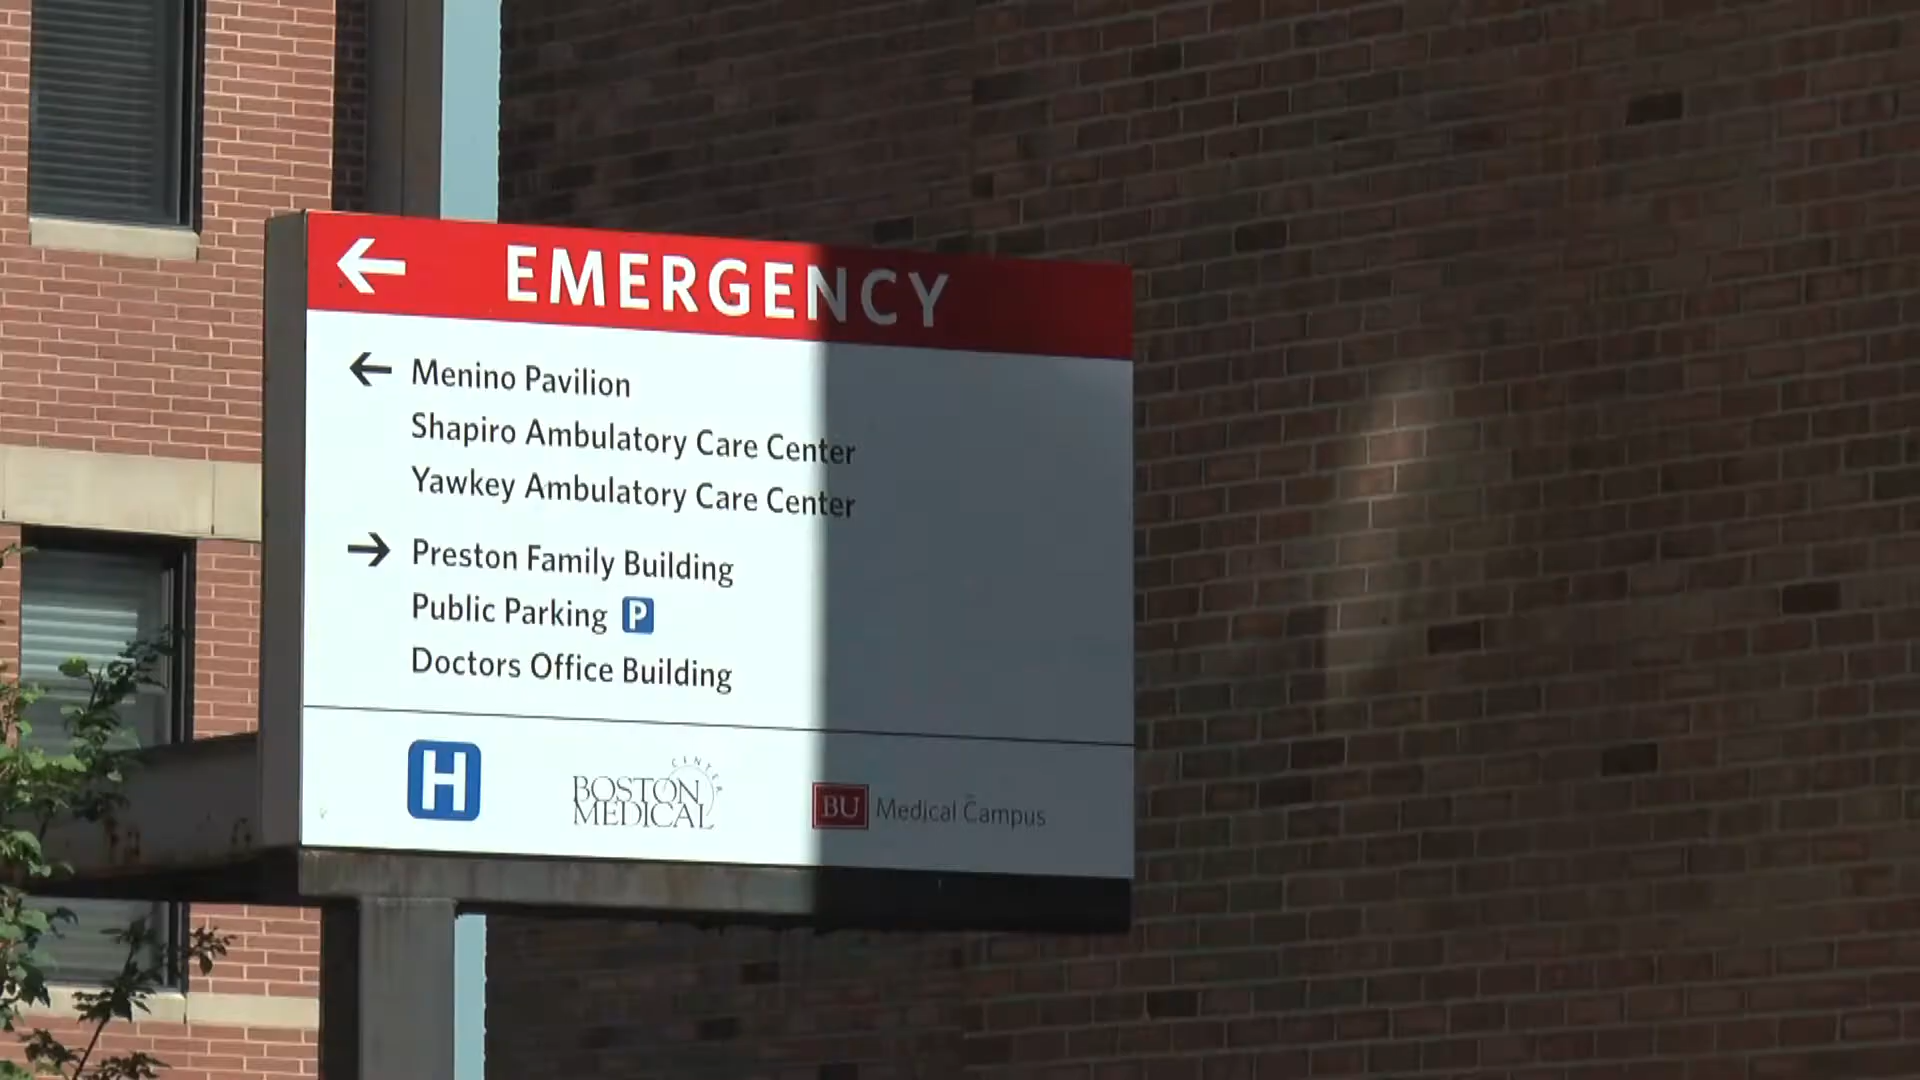 EMERGENCY
Menino Pavilion
Shapiro Ambulatory Care Center
Yawkey Ambulatory Care Center
Preston Family Building
Public Parking P
Doctors Office Building
H
BOSTON
MEDICAL
CENTER
BU Medical Campus